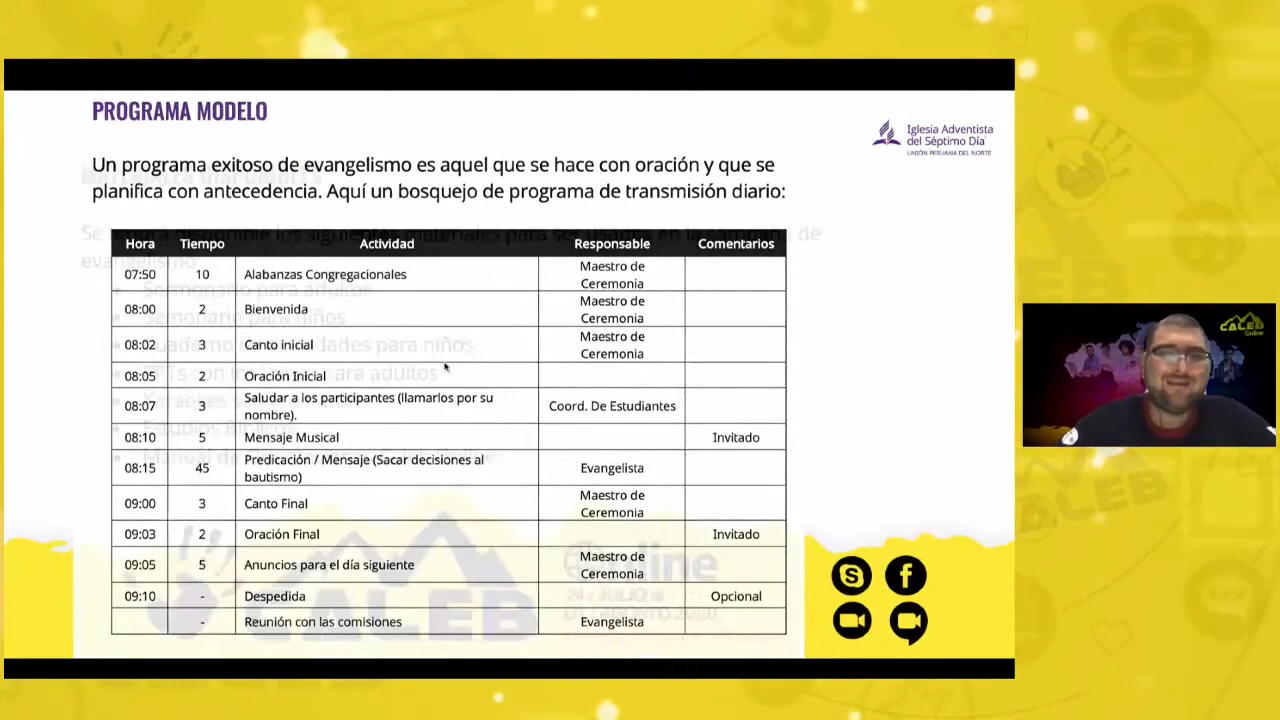 PROGRAMA MODELO
Iglesia Adventista
del Séptimo Día
UNIÓN PERUANA DEL NORTE
Un programa exitoso de evangelismo es aquel que se hace con oración y que se
planifica con antecedencia. Aquí un bosquejo de programa de transmisión diario:
Hora Tiempo Actividad Responsable Comentarios
07:50 10 Alabanzas Congregacionales Maestro de
Ceremonia
08:00 2 Bienvenida Maestro de
Ceremonia
08:02 3 Canto inicial Maestro de
Ceremonia
08:05 2 Oración Inicial
08:07 3 Saludar a los participantes (llamarlos por su
nombre). Coord. De Estudiantes
08:10 5 Mensaje Musical Invitado
08:15 45 Predicación / Mensaje (Sacar decisiones al
bautismo) Evangelista
09:00 3 Canto Final Maestro de
Ceremonia
09:03 2 Oración Final Invitado
09:05 5 Anuncios para el día siguiente Maestro de
Ceremonia
09:10 - Despedida Opcional
- Reunión con las comisiones Evangelista
CALEB
Online
CALEB
Online